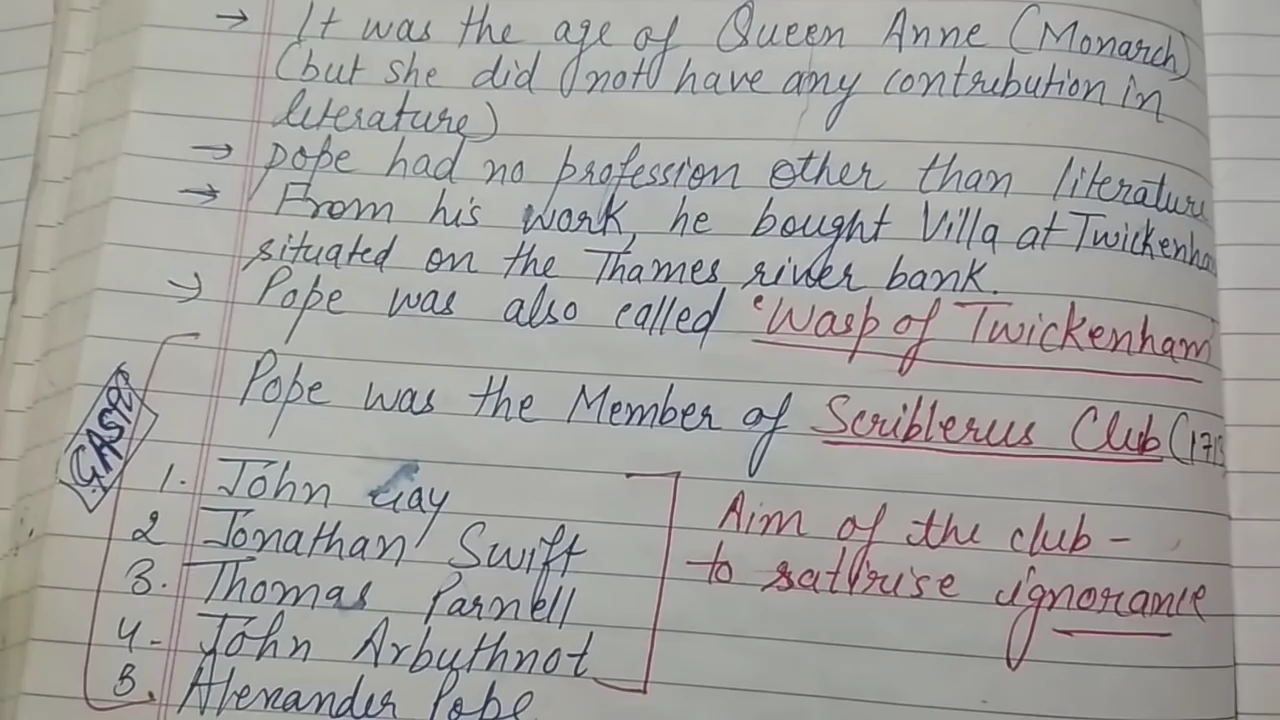 → It was the age of Queen Anne (Monarch)
(but she did not have any contribution in
literature)
→ Pope had no profession other than literature
→ From his work, he bought Villa at Twickenha
situated on the Thames river bank.
→ Pope was also called 'Wasp of Twickenham
Pope was the Member of Scriblerus Club (171
1. John Gay
2 Jonathan Swift
3. Thomas Parnell
4. John Arbuthnot
5. Alexander Pope
Aim of the club -
to satirise ignorance